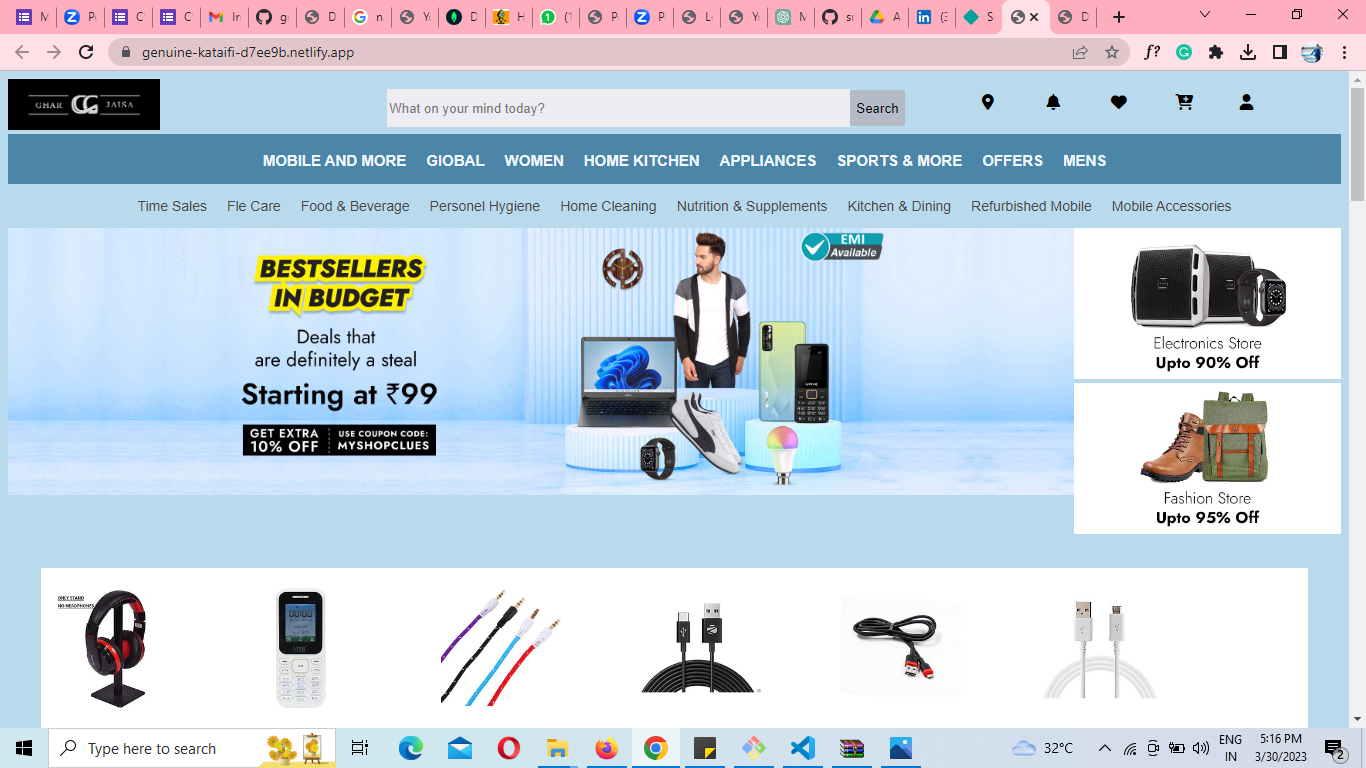 genuine-kataifi-d7ee9b.netlify.app
GHAR JAISA
What on your mind today?
Search
MOBILE AND MORE GlOBAL WOMEN HOME KITCHEN APPLIANCES SPORTS & MORE OFFERS MENS
Time Sales Fle Care Food & Beverage Personel Hygiene Home Cleaning Nutrition & Supplements Kitchen & Dining Refurbished Mobile Mobile Accessories
BESTSELLERS
IN BUDGET
Deals that
are definitely a steal
Starting at ₹99
GET EXTRA
10% OFF
USE COUPON CODE:
MYSHOPCLUES
EMI
Available
Electronics Store
Upto 90% Off
Fashion Store
Upto 95% Off
ONLY STAND
NO HEADPHONES
Type here to search
32°C
ENG
IN
5:16 PM
3/30/2023
2